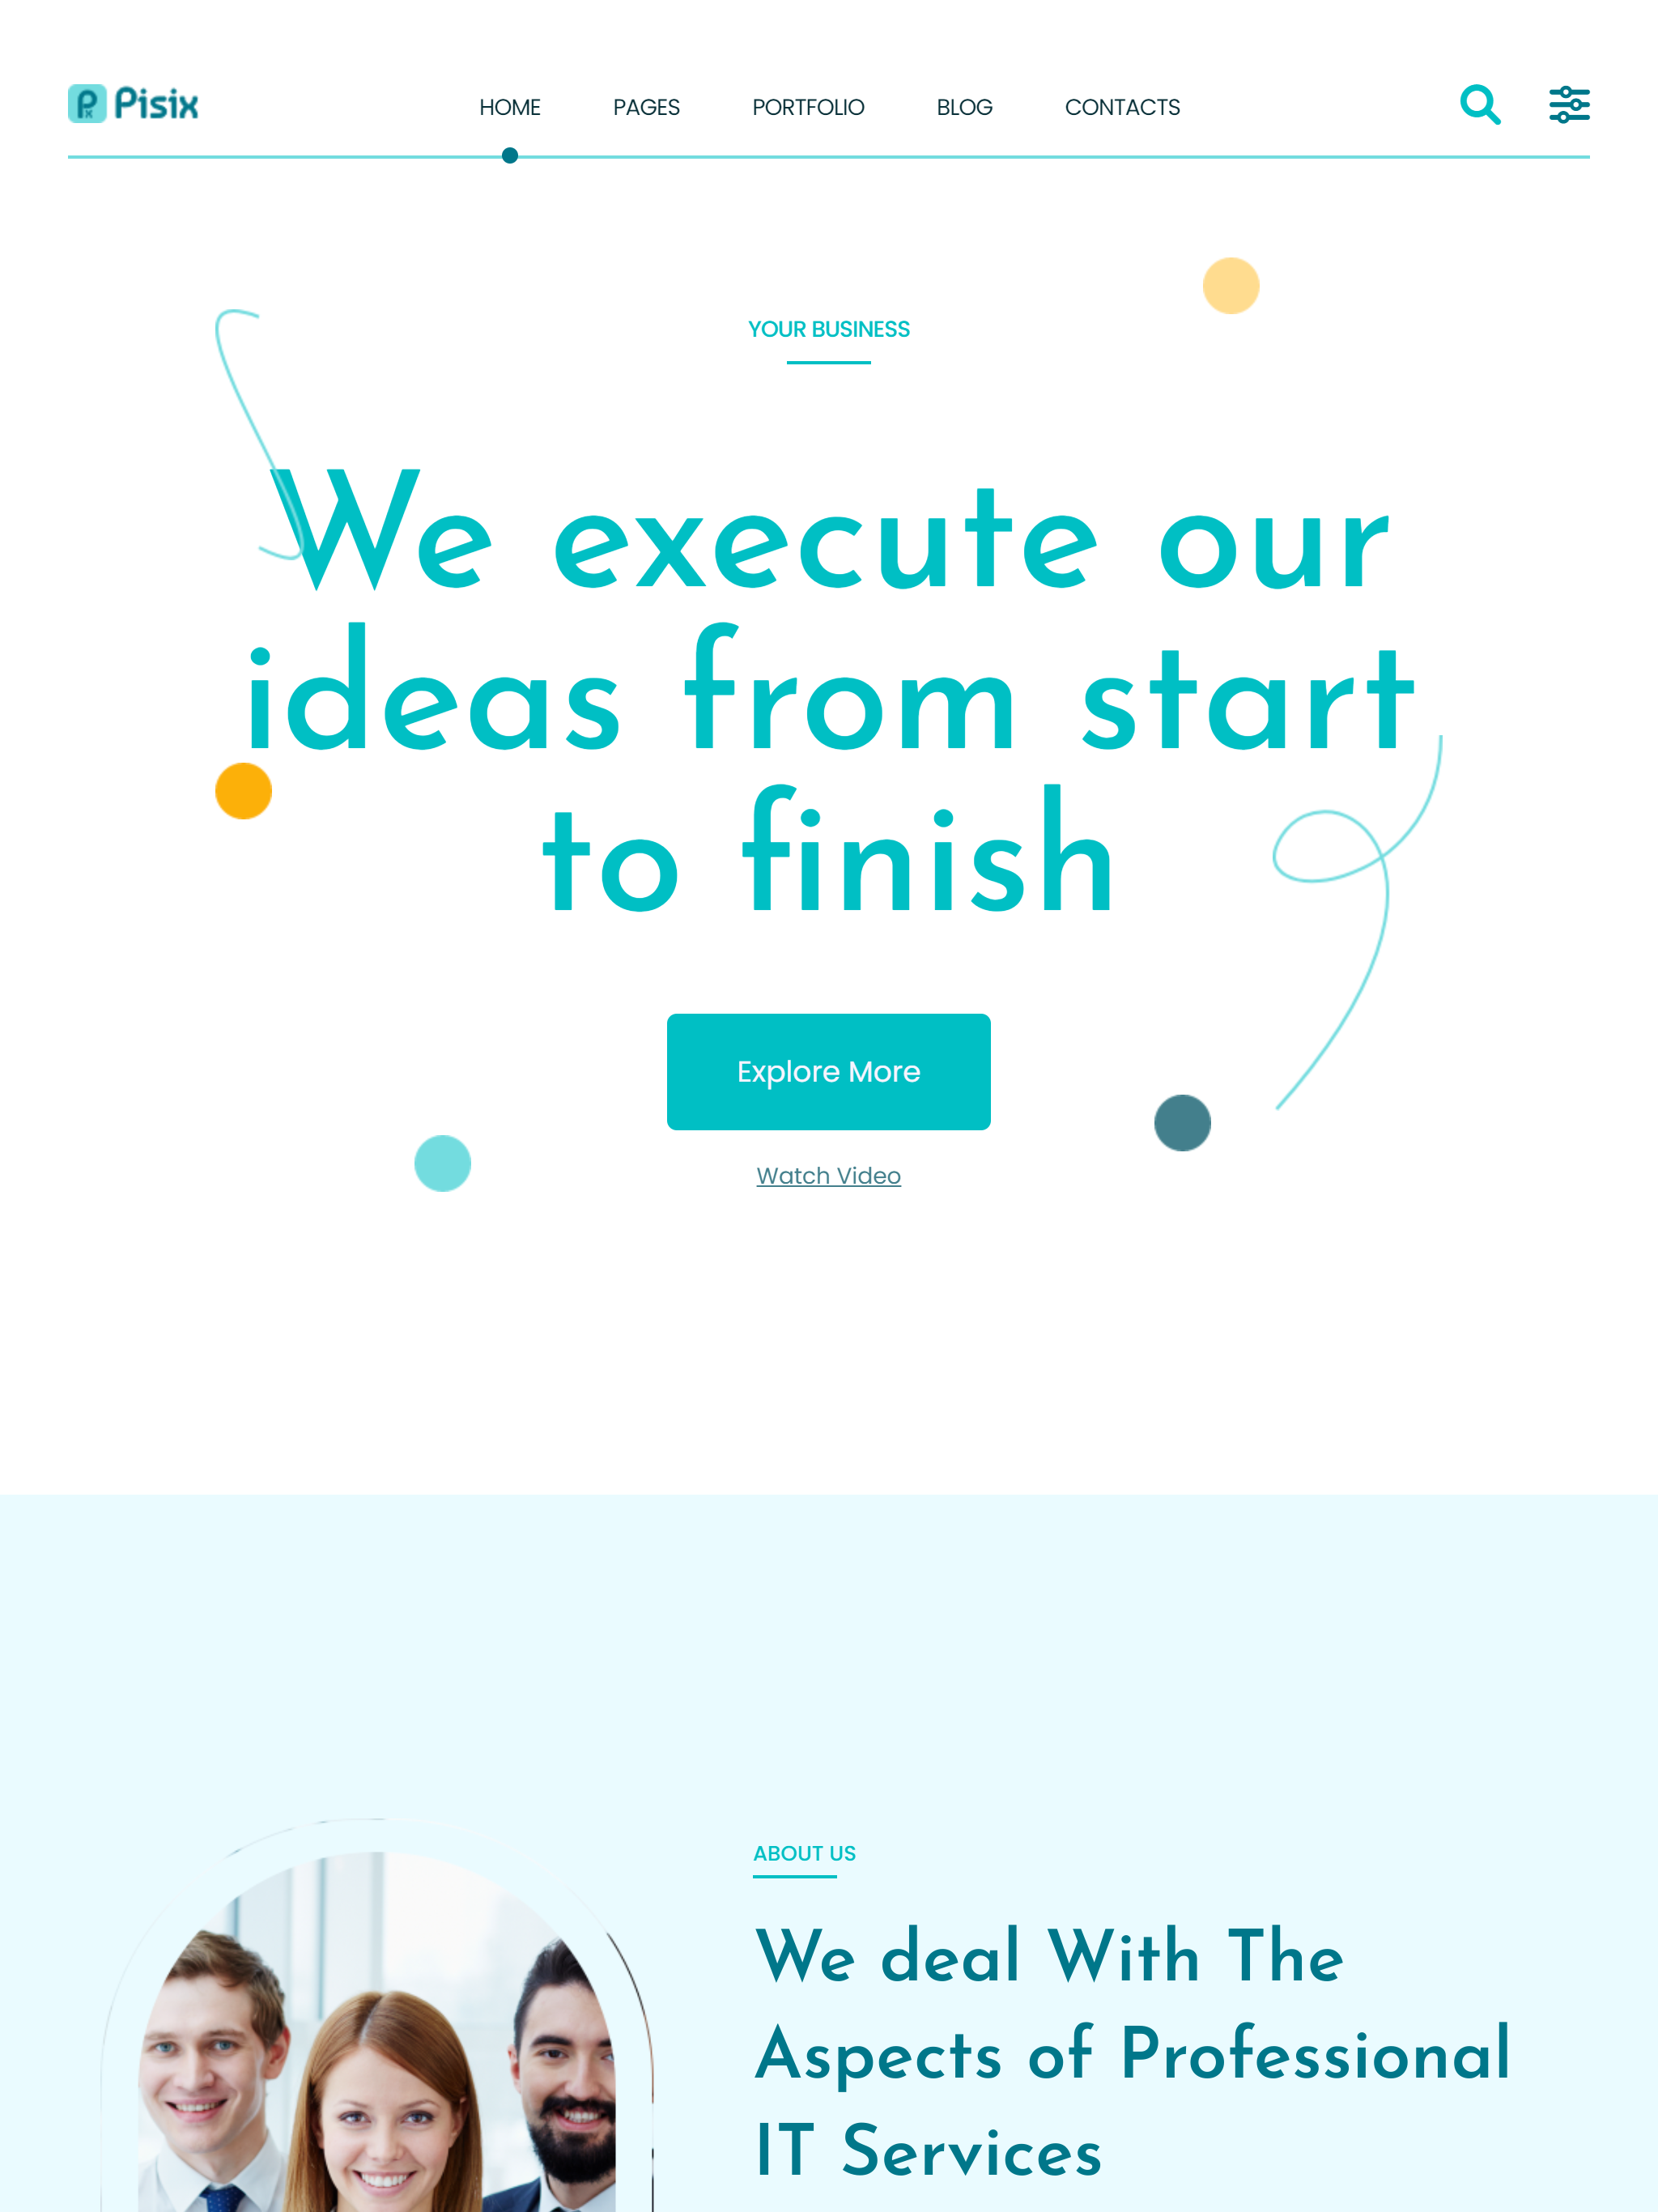 Pisix
HOME PAGES PORTFOLIO BLOG CONTACTS
YOUR BUSINESS
We execute our
ideas from start
to finish
Explore More
Watch Video
ABOUT US
We deal With The
Aspects of Professional
IT Services